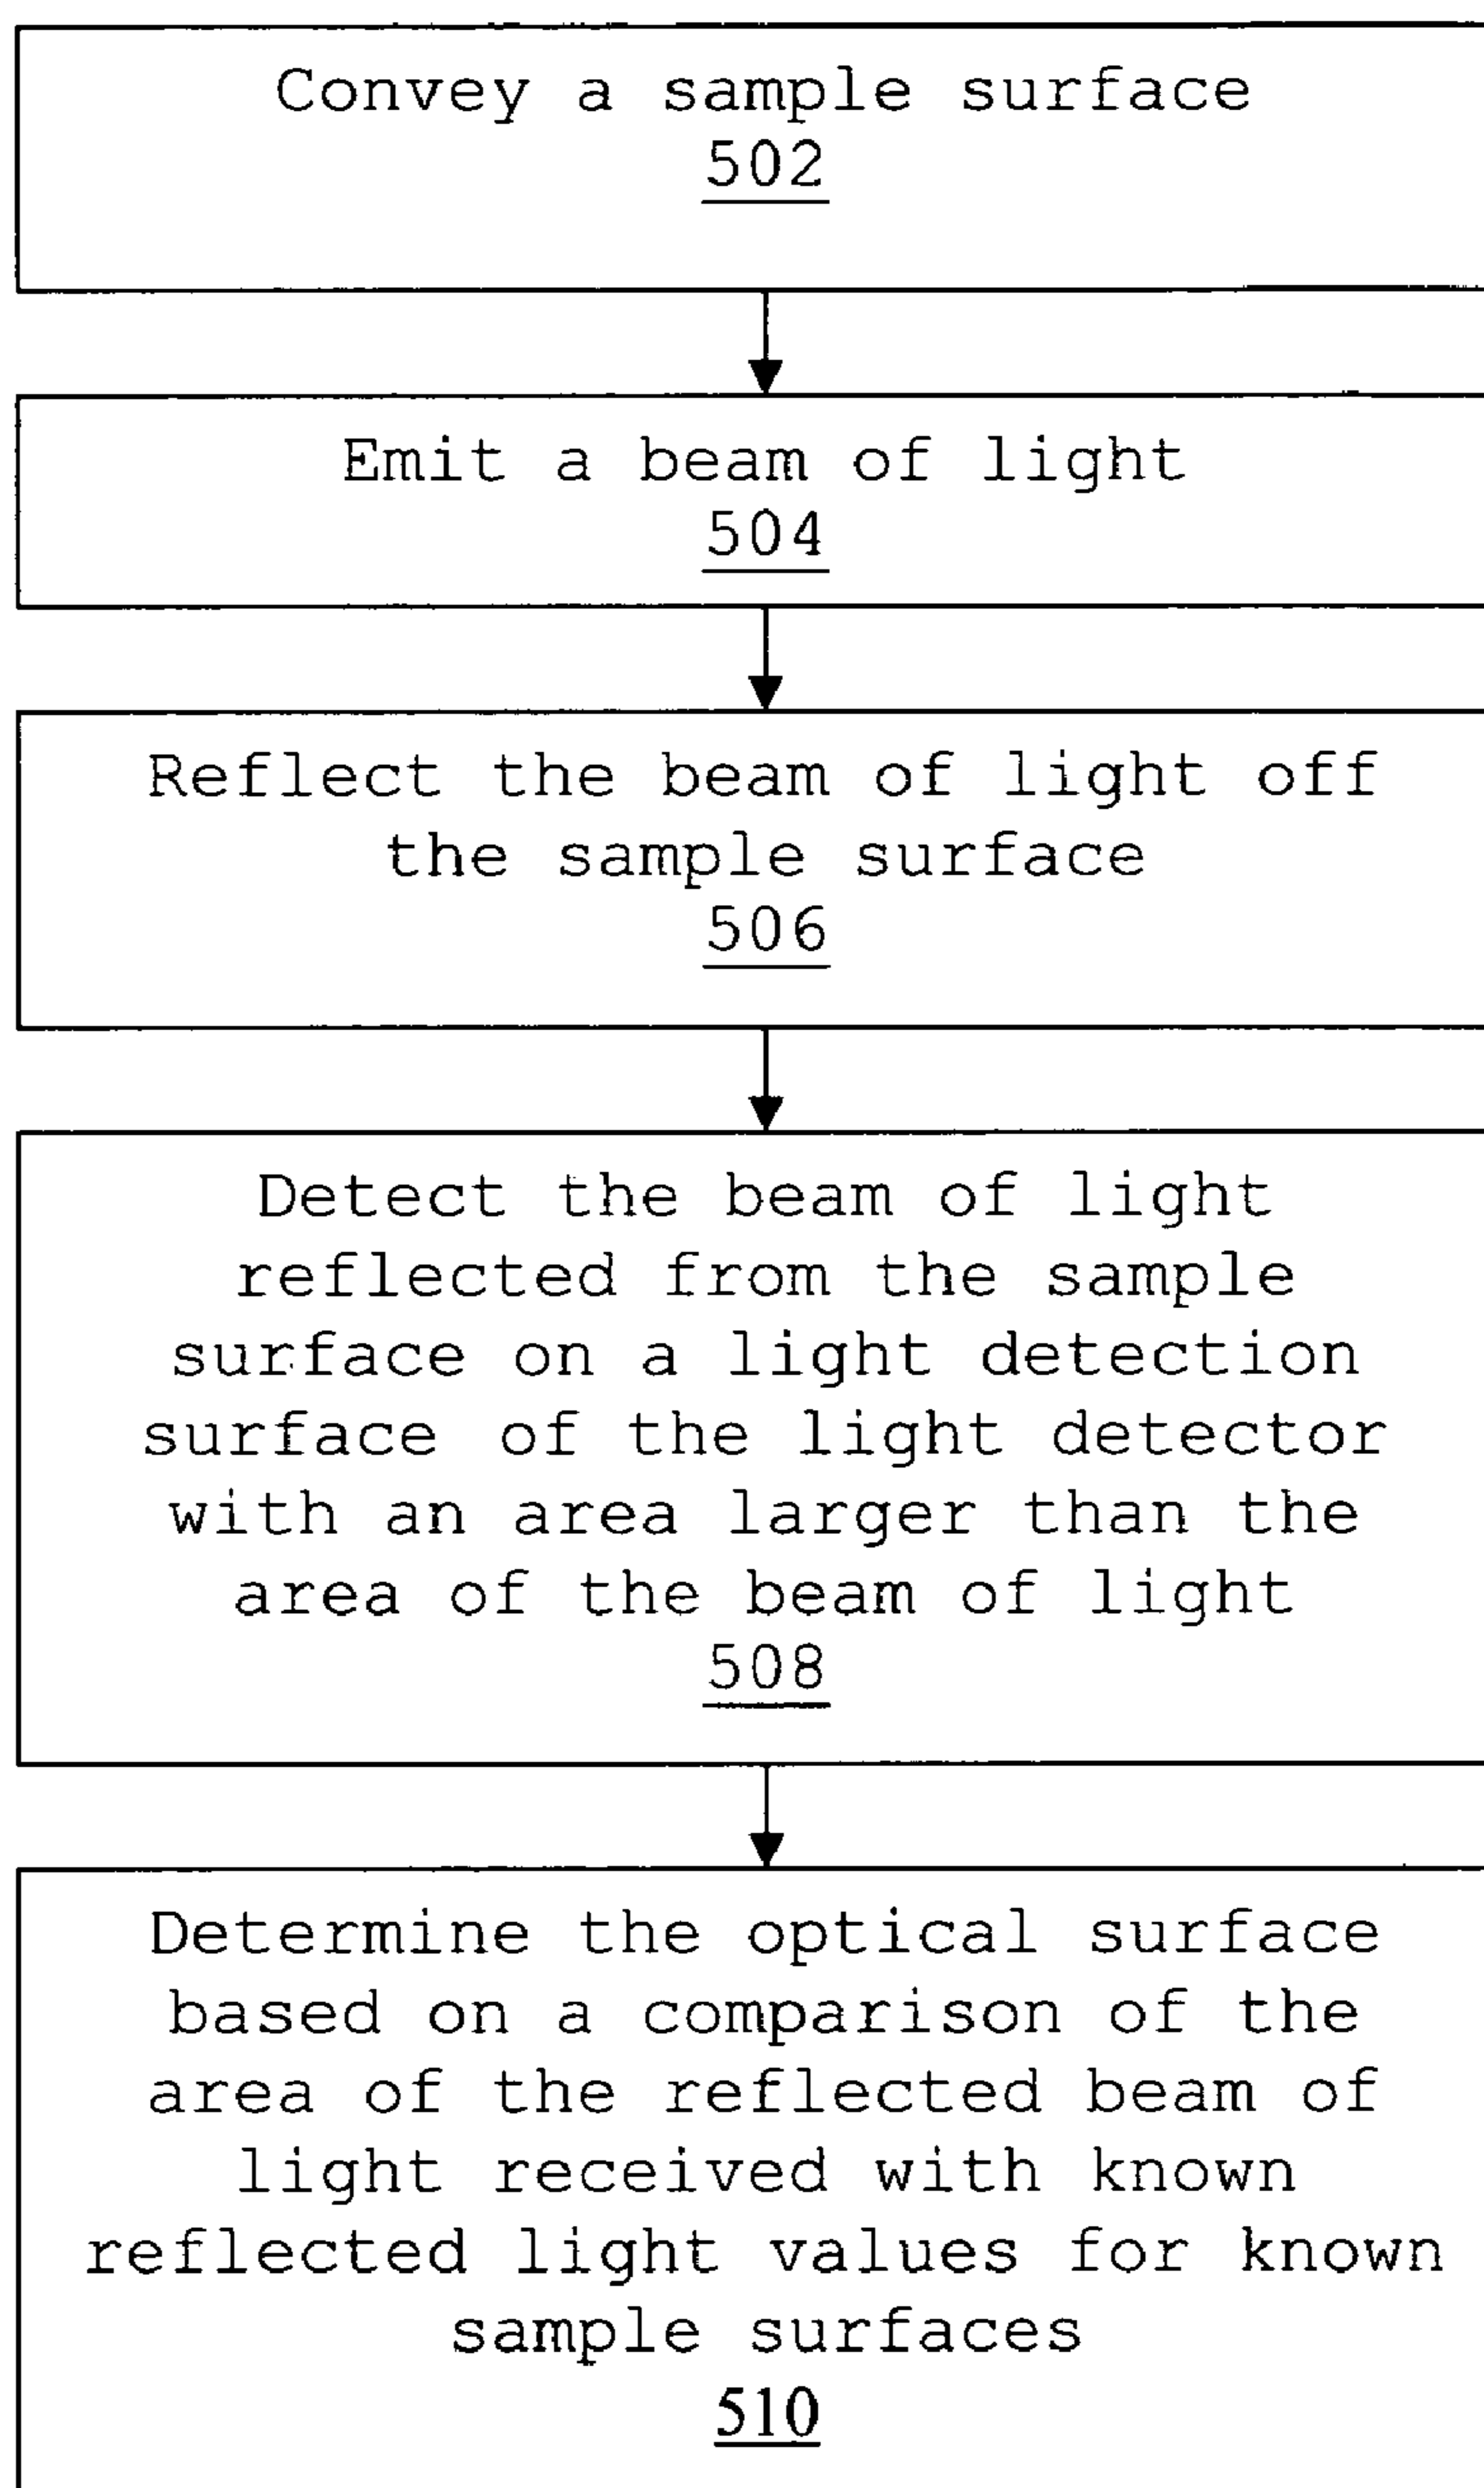 Convey a sample surface
502
Emit a beam of light
504
Reflect the beam of light off
the sample surface
506
Detect the beam of light
reflected from the sample
surface on a light detection
surface of the light detector
with an area larger than the
area of the beam of light
508
Determine the optical surface
based on a comparison of the
area of the reflected beam of
light received with known
reflected light values for known
sample surfaces
510